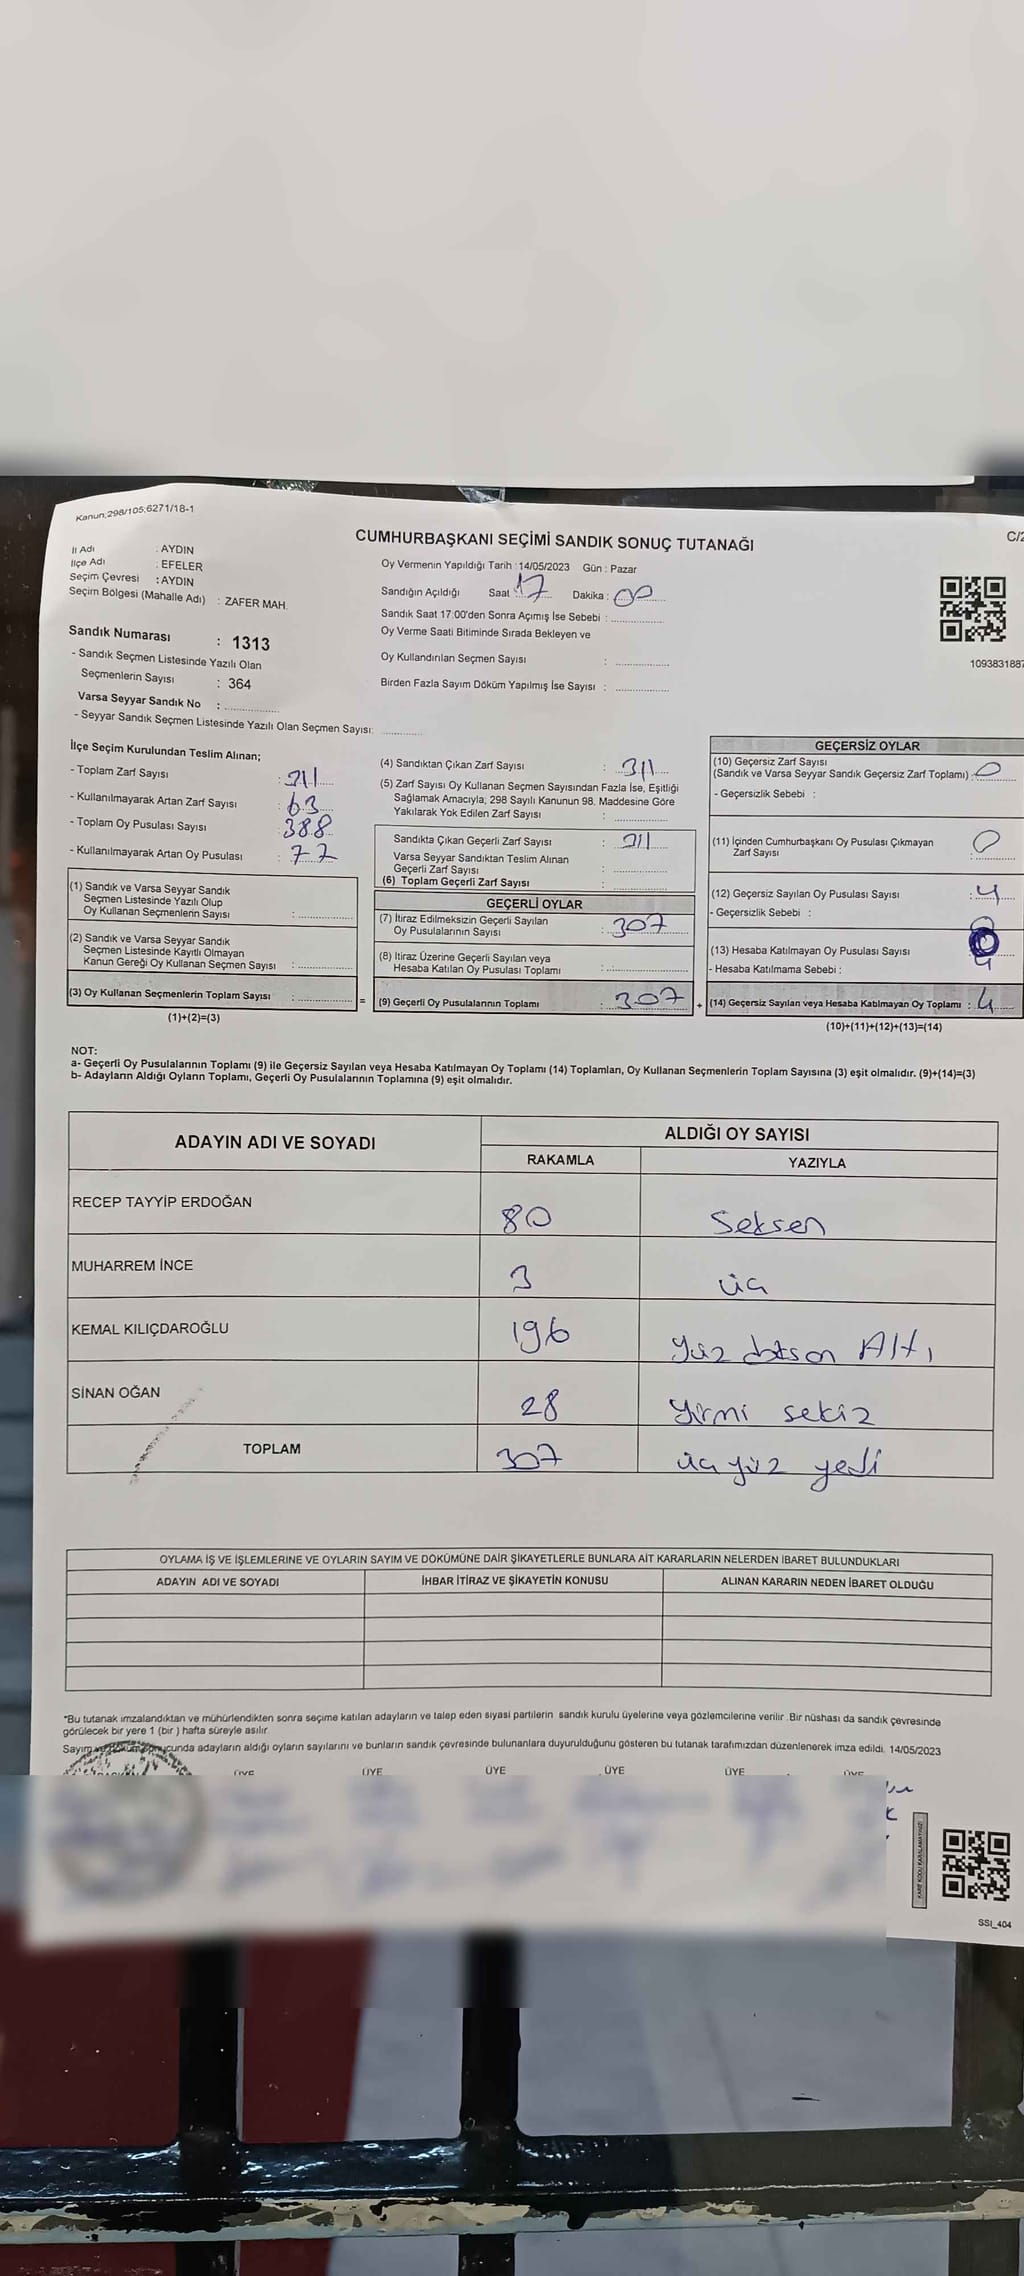 Kanun;298/105;6271/18-1
CUMHURBAŞKANI SEÇİMİ SANDIK SONUÇ TUTANAĞI
C/2
İl Adı : AYDIN
İlçe Adı : EFELER
Seçim Çevresi : AYDIN
Seçim Bölgesi (Mahalle Adı) : ZAFER MAH.
Sandık Numarası : 1313
- Sandık Seçmen Listesinde Yazılı Olan
Seçmenlerin Sayısı : 364
Varsa Seyyar Sandık No :
- Seyyar Sandık Seçmen Listesinde Yazılı Olan Seçmen Sayısı:
Oy Vermenin Yapıldığı Tarih : 14/05/2023 Gün : Pazar
Sandığın Açıldığı Saat 17 Dakika : 00
Sandık Saat 17:00'den Sonra Açımış İse Sebebi :
Oy Verme Saati Bitiminde Sırada Bekleyen ve
Oy Kullandırılan Seçmen Sayısı :
Birden Fazla Sayım Döküm Yapılmış İse Sayısı :
109383188
İlçe Seçim Kurulundan Teslim Alınan;
- Toplam Zarf Sayısı : 311
- Kullanılmayarak Artan Zarf Sayısı : 63
- Toplam Oy Pusulası Sayısı : 388
- Kullanılmayarak Artan Oy Pusulası : 77
(1) Sandık ve Varsa Seyyar Sandık
Seçmen Listesinde Yazılı Olup
Oy Kullanan Seçmenlerin Sayısı :
(2) Sandık ve Varsa Seyyar Sandık
Seçmen Listesinde Kayıtlı Olmayan
Kanun Gereği Oy Kullanan Seçmen Sayısı :
(3) Oy Kullanan Seçmenlerin Toplam Sayısı : =
(1)+(2)=(3)
(4) Sandıktan Çıkan Zarf Sayısı : 311
(5) Zarf Sayısı Oy Kullanan Seçmen Sayısından Fazla İse, Eşitliği
Sağlamak Amacıyla; 298 Sayılı Kanunun 98. Maddesine Göre
Yakılarak Yok Edilen Zarf Sayısı :
Sandıkta Çıkan Geçerli Zarf Sayısı : 311
Varsa Seyyar Sandıktan Teslim Alınan
Geçerli Zarf Sayısı :
(6) Toplam Geçerli Zarf Sayısı :
GEÇERLİ OYLAR
(7) İtiraz Edilmeksizin Geçerli Sayılan
Oy Pusulalarının Sayısı : 307
(8) İtiraz Üzerine Geçerli Sayılan veya
Hesaba Katılan Oy Pusulası Toplamı :
(9) Geçerli Oy Pusulalarının Toplamı : 307 +
GEÇERSİZ OYLAR
(10) Geçersiz Zarf Sayısı
(Sandık ve Varsa Seyyar Sandık Geçersiz Zarf Toplamı) : 0
- Geçersizlik Sebebi :
(11) İçinden Cumhurbaşkanı Oy Pusulası Çıkmayan
Zarf Sayısı : 0
(12) Geçersiz Sayılan Oy Pusulası Sayısı : 4
- Geçersizlik Sebebi :
(13) Hesaba Katılmayan Oy Pusulası Sayısı
- Hesaba Katılmama Sebebi :
(14) Geçersiz Sayılan veya Hesaba Katılmayan Oy Toplamı : 4
(10)+(11)+(12)+(13)=(14)
NOT:
a- Geçerli Oy Pusulalarının Toplamı (9) ile Geçersiz Sayılan veya Hesaba Katılmayan Oy Toplamı (14) Toplamları, Oy Kullanan Seçmenlerin Toplam Sayısına (3) eşit olmalıdır. (9)+(14)=(3)
b- Adayların Aldığı Oyların Toplamı, Geçerli Oy Pusulalarının Toplamına (9) eşit olmalıdır.
ADAYIN ADI VE SOYADI
ALDIĞI OY SAYISI
RAKAMLA YAZIYLA
RECEP TAYYİP ERDOĞAN 80 Seksen
MUHARREM İNCE 3 üç
KEMAL KILIÇDAROĞLU 196 Yüz doksan Altı
SİNAN OĞAN 28 Yirmi sekiz
TOPLAM 307 üç yüz yedi
OYLAMA İŞ VE İŞLEMLERİNE VE OYLARIN SAYIM VE DÖKÜMÜNE DAİR ŞİKAYETLERLE BUNLARA AİT KARARLARIN NELERDEN İBARET BULUNDUKLARI
ADAYIN ADI VE SOYADI İHBAR İTİRAZ VE ŞİKAYETİN KONUSU ALINAN KARARIN NEDEN İBARET OLDUĞU
*Bu tutanak imzalandıktan ve mühürlendikten sonra seçime katılan adayların ve talep eden siyasi partilerin sandık kurulu üyelerine veya gözlemcilerine verilir. Bir nüshası da sandık çevresinde
görülecek bir yere 1 (bir ) hafta süreyle asılır.
Sayım adayların aldığı oyların sayılarını ve bunların sandık çevresinde bulunanlara duyurulduğunu gösteren bu tutanak tarafımızdan düzenlenerek imza edildi. 14/05/2023
ÜYE ÜYE ÜYE ÜYE ÜYE ÜYE
KARE KODU KARALAMAYINIZ!
SSI_404